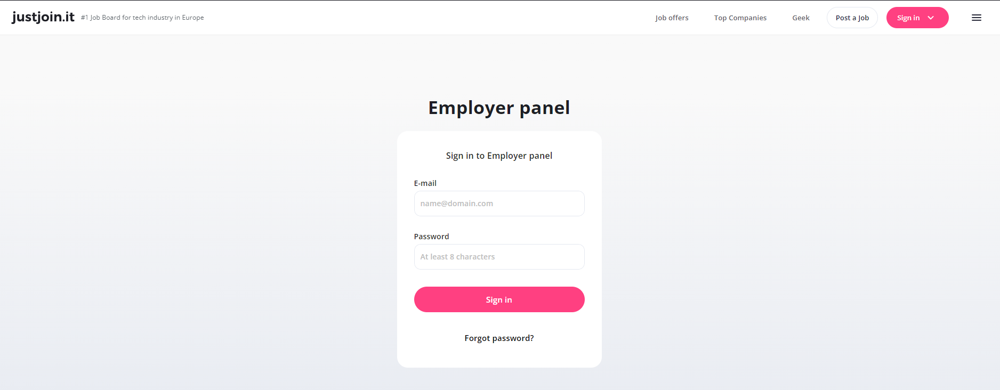 justjoin.it #1 Job Board for tech industry in Europe Job offers Top Companies Geek Post a Job Sign in
Employer panel
Sign in to Employer panel
E-mail
name@domain.com
Password
At least 8 characters
Sign in
Forgot password?